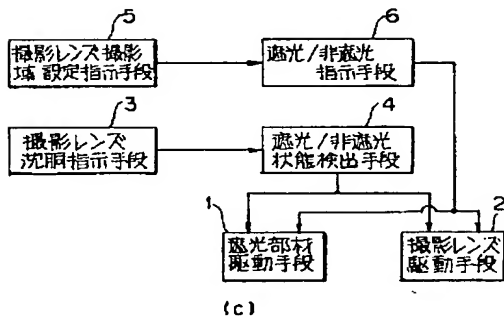 5
撮影レンズ撮影
域設定指示手段
6
遮光/非遮光
指示手段
3
撮影レンズ
沈胴指示手段
4
遮光/非遮光
状態検出手段
1
遮光部材
駆動手段
2
撮影レンズ
駆動手段
(c)